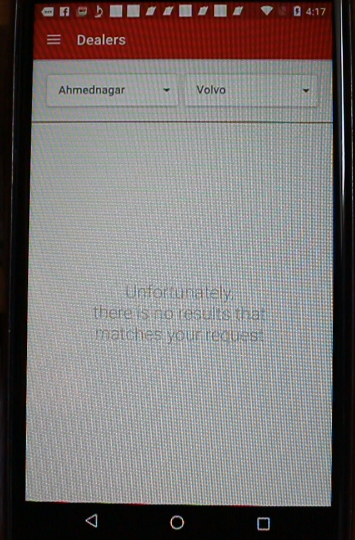 4:17
Dealers
Ahmednagar Volvo
Unfortunately,
there is no results that
matches your request